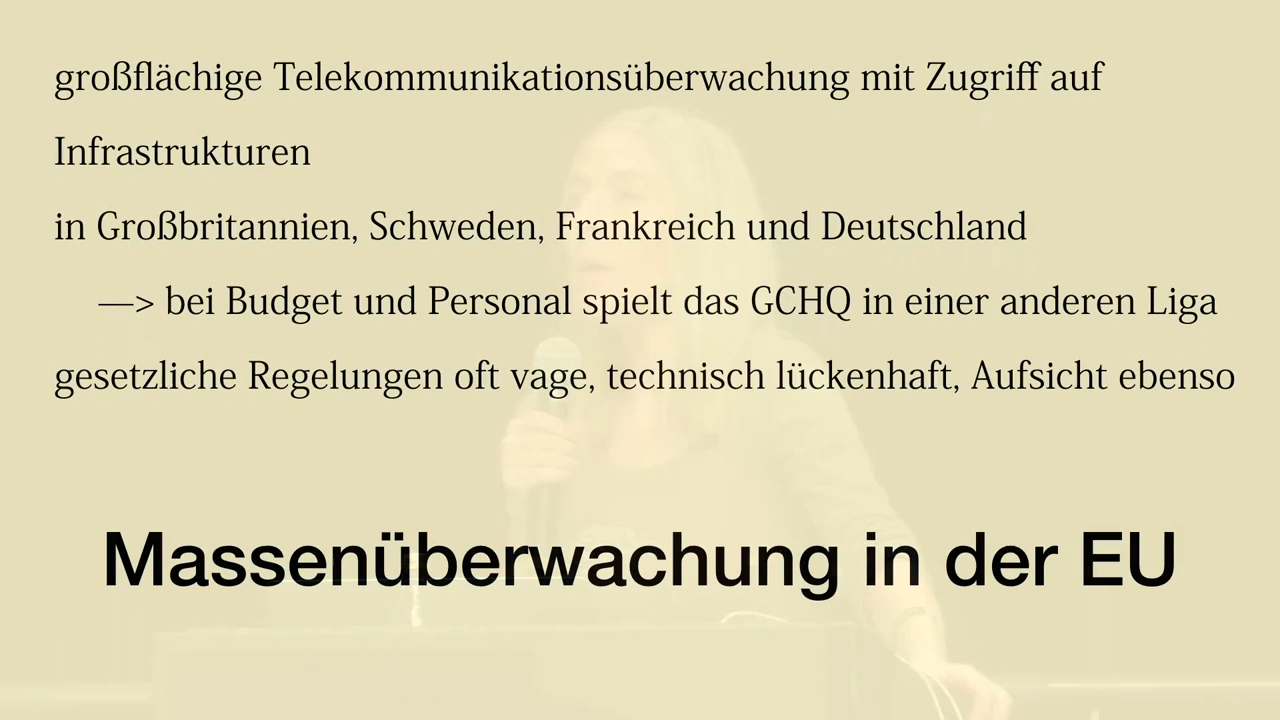 großflächige Telekommunikationsüberwachung mit Zugriff auf
Infrastrukturen
in Großbritannien, Schweden, Frankreich und Deutschland
—> bei Budget und Personal spielt das GCHQ in einer anderen Liga
gesetzliche Regelungen oft vage, technisch lückenhaft, Aufsicht ebenso
Massenüberwachung in der EU